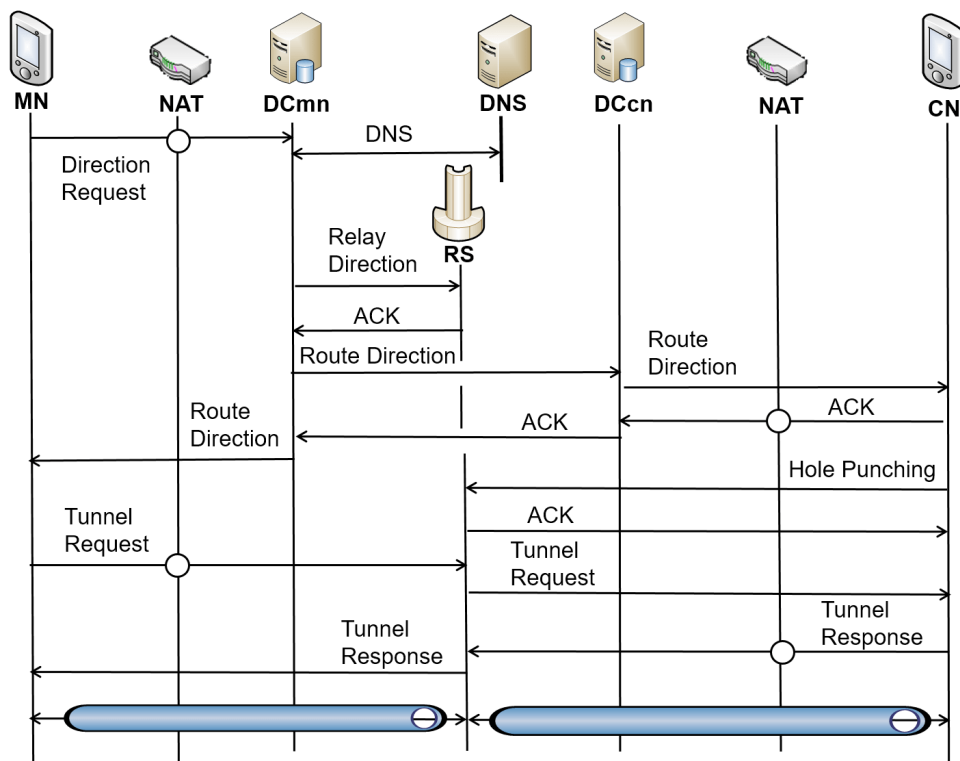 MN
NAT
DCmn
DNS
DCcn
NAT
CN
DNS
Direction
Request
RS
Relay
Direction
ACK
Route Direction
Route
Direction
ACK
ACK
Route
Direction
Hole Punching
Tunnel
Request
ACK
Tunnel
Request
Tunnel
Response
Tunnel
Response